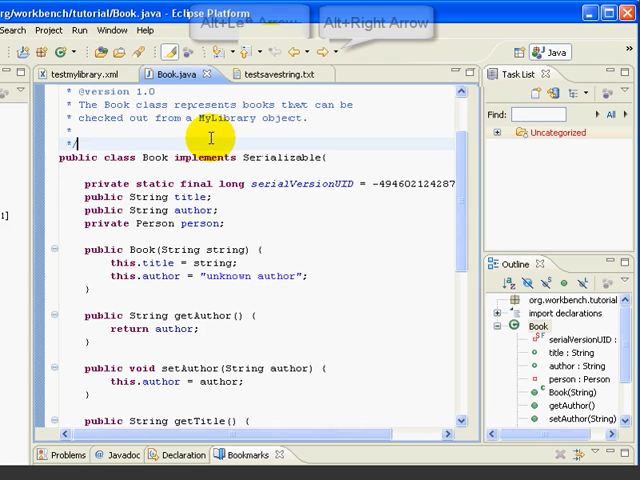 org/workbench/tutorial/Book.java - Eclipse Platform
Alt+Left Arrow
Alt+Right Arrow
Search Project Run Window Help
Java
testmylibrary.xml
Book.java
testsavestring.txt
Task List
* @version 1.0
* The Book class represents books that can be
* checked out from a MyLibrary object.
*
*/
public class Book implements Serializable{
private static final long serialVersionUID = -494602124287
public String title;
public String author;
private Person person;
public Book(String string) {
this.title = string;
this.author = "unknown author";
}
public String getAuthor() {
return author;
}
public void setAuthor(String author) {
this.author = author;
}
public String getTitle() {
Find:
All
Uncategorized
1]
Outline
org.workbench.tutorial
import declarations
Book
serialVersionUID :
title : String
author : String
person : Person
Book(String)
getAuthor()
setAuthor(String)
Problems Javadoc Declaration Bookmarks